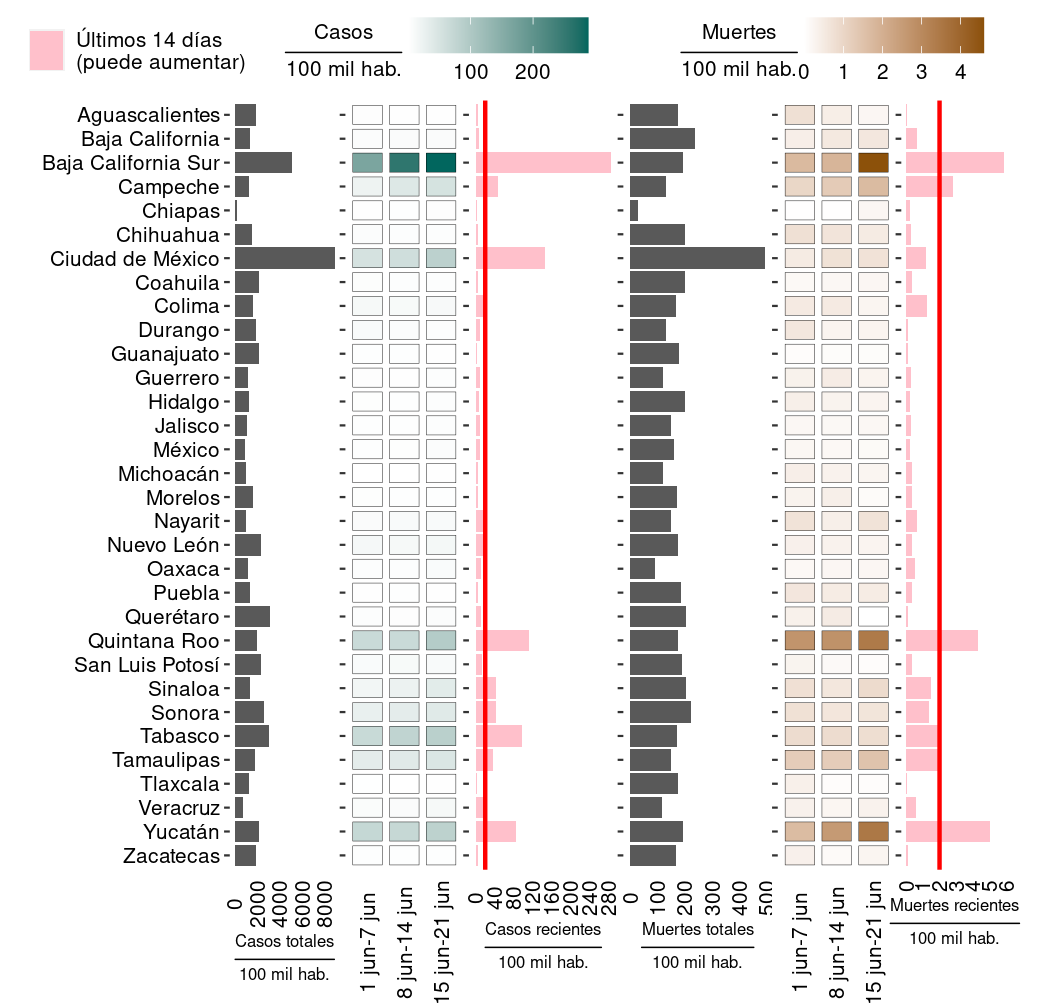 Últimos 14 días
(puede aumentar)
Casos
100 mil hab.
100 200
Muertes
100 mil hab.
0 1 2 3 4
Aguascalientes
Baja California
Baja California Sur
Campeche
Chiapas
Chihuahua
Ciudad de México
Coahuila
Colima
Durango
Guanajuato
Guerrero
Hidalgo
Jalisco
México
Michoacán
Morelos
Nayarit
Nuevo León
Oaxaca
Puebla
Querétaro
Quintana Roo
San Luis Potosí
Sinaloa
Sonora
Tabasco
Tamaulipas
Tlaxcala
Veracruz
Yucatán
Zacatecas
0 2000 4000 6000 8000
Casos totales
100 mil hab.
1 jun-7 jun
8 jun-14 jun
15 jun-21 jun
0 40 80 120 160 200 240 280
Casos recientes
100 mil hab.
0 100 200 300 400 500
Muertes totales
100 mil hab.
1 jun-7 jun
8 jun-14 jun
15 jun-21 jun
0 1 2 3 4 5 6
Muertes recientes
100 mil hab.